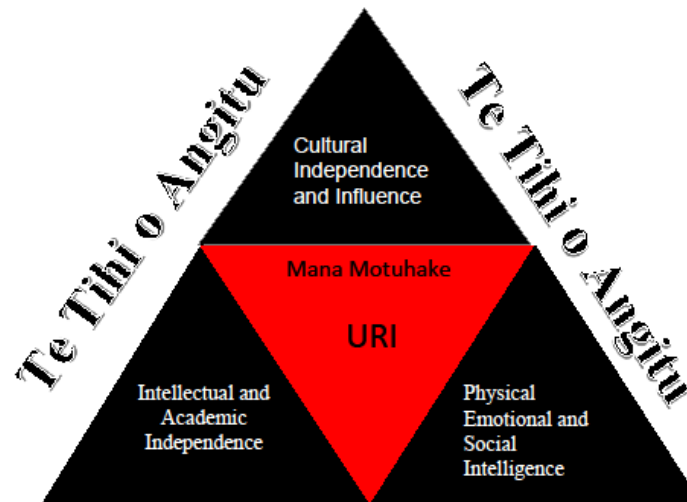 Te Tihi o Angitu
Te Tihi o Angitu
Cultural
Independence
and Influence
Mana Motuhake
URI
Intellectual and
Academic
Independence
Physical
Emotional and
Social
Intelligence